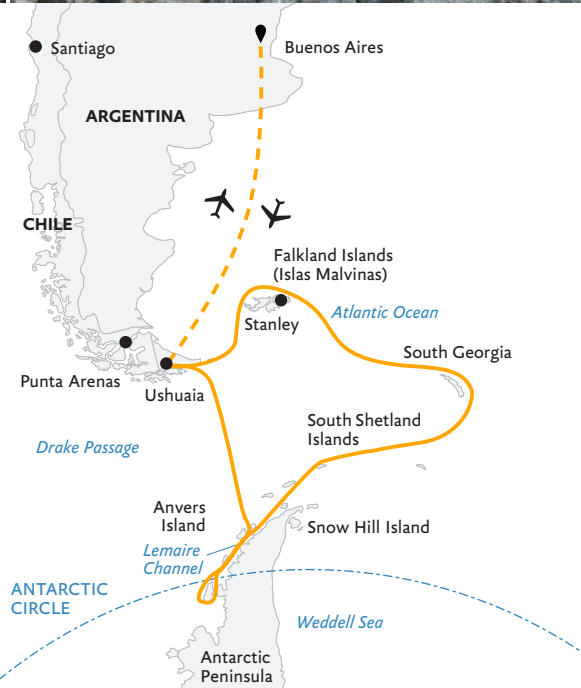 Santiago
Buenos Aires
ARGENTINA
CHILE
Falkland Islands
(Islas Malvinas)
Atlantic Ocean
Stanley
South Georgia
Punta Arenas
Ushuaia
South Shetland
Islands
Drake Passage
Anvers
Island
Snow Hill Island
Lemaire
Channel
ANTARCTIC
CIRCLE
Weddell Sea
Antarctic
Peninsula